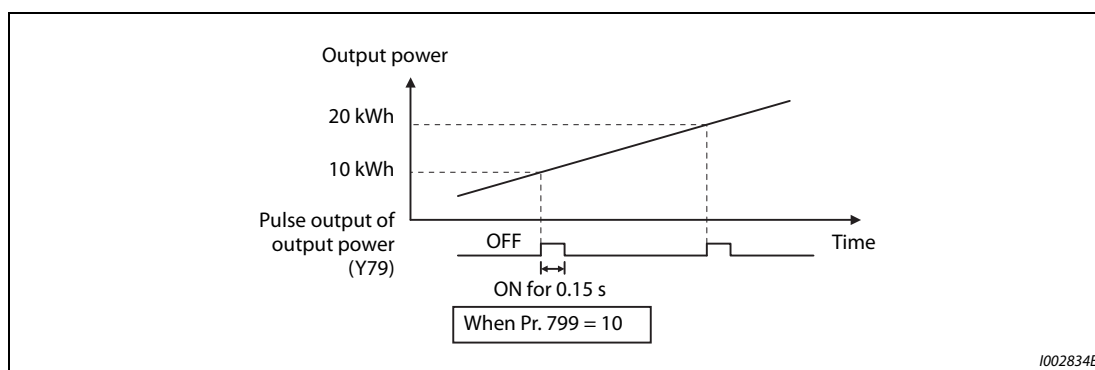 Output power
20 kWh
10 kWh
Pulse output of
output power
(Y79)
OFF
Time
ON for 0.15 s
When Pr. 799 = 10
I002834E